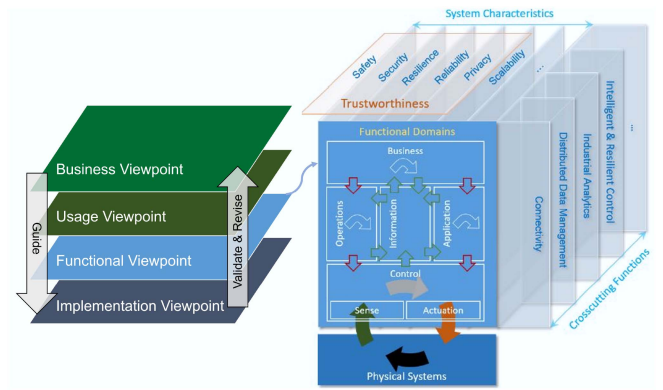 System Characteristics
Safety
Security
Resilience
Reliability
Privacy
Scalability
...
Trustworthiness
Functional Domains
Business
Operations
Information
Application
Control
Sense
Actuation
Physical Systems
Connectivity
Distributed Data Management
Industrial Analytics
Intelligent & Resilient Control
...
Crosscutting Functions
Business Viewpoint
Usage Viewpoint
Functional Viewpoint
Implementation Viewpoint
Guide
Validate & Revise